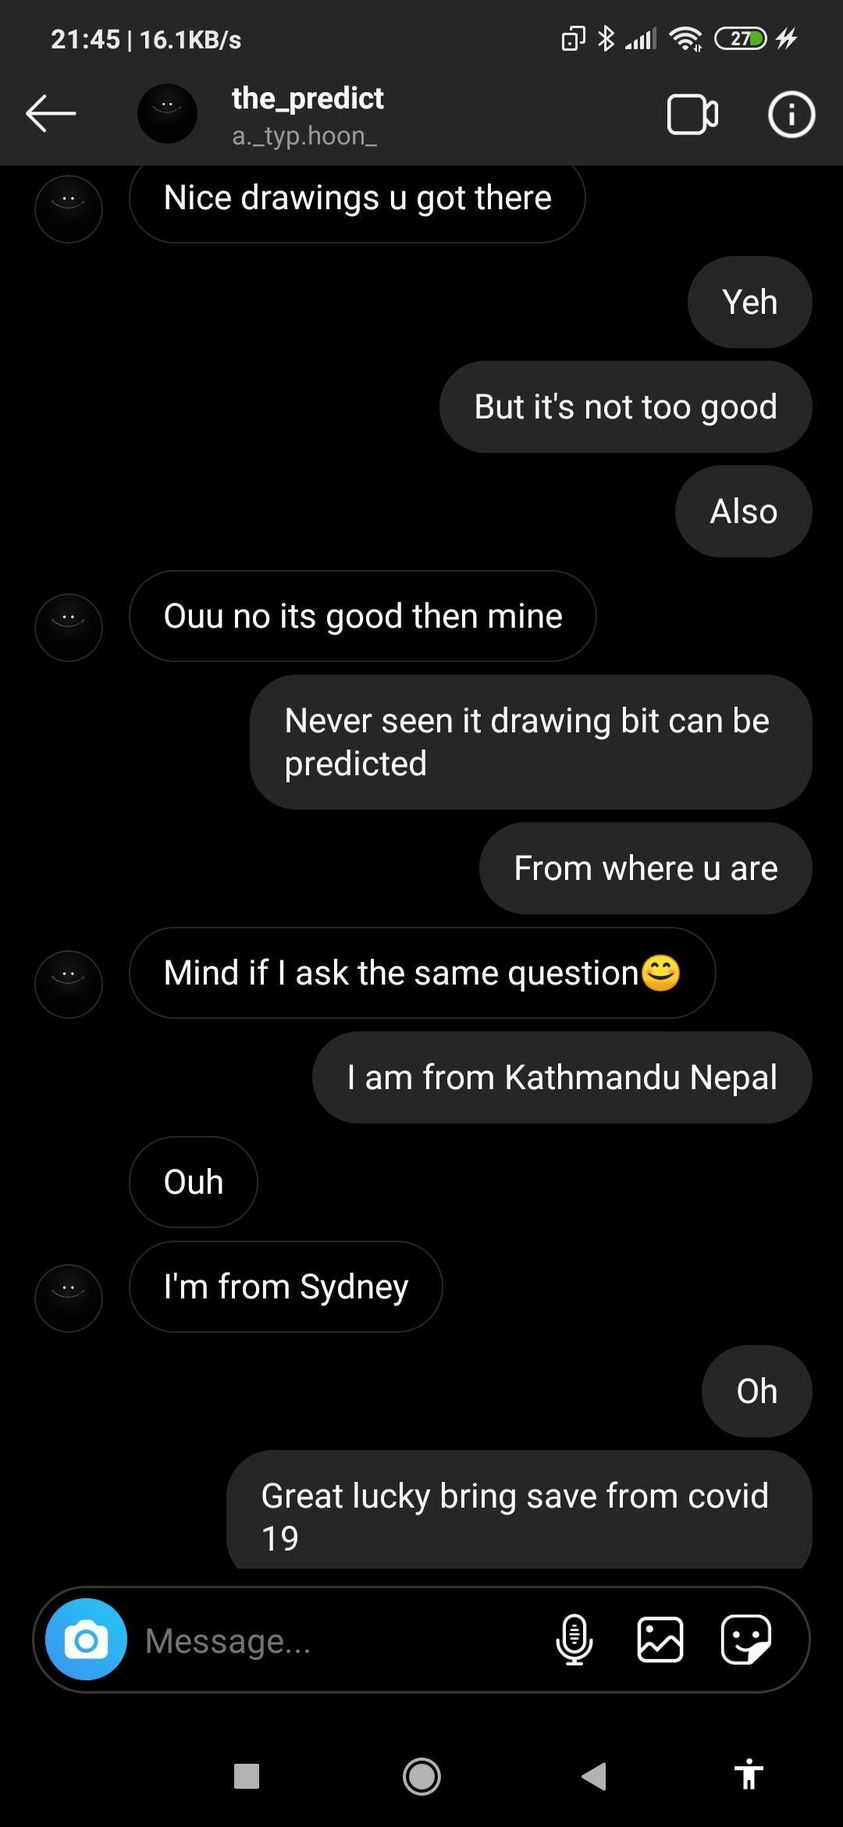 21:45 | 16.1KB/s
27
the_predict
a._typ.hoon_
Nice drawings u got there
Yeh
But it's not too good
Also
Ouu no its good then mine
Never seen it drawing bit can be
predicted
From where u are
Mind if I ask the same question😊
I am from Kathmandu Nepal
Ouh
I'm from Sydney
Oh
Great lucky bring save from covid
19
Message...